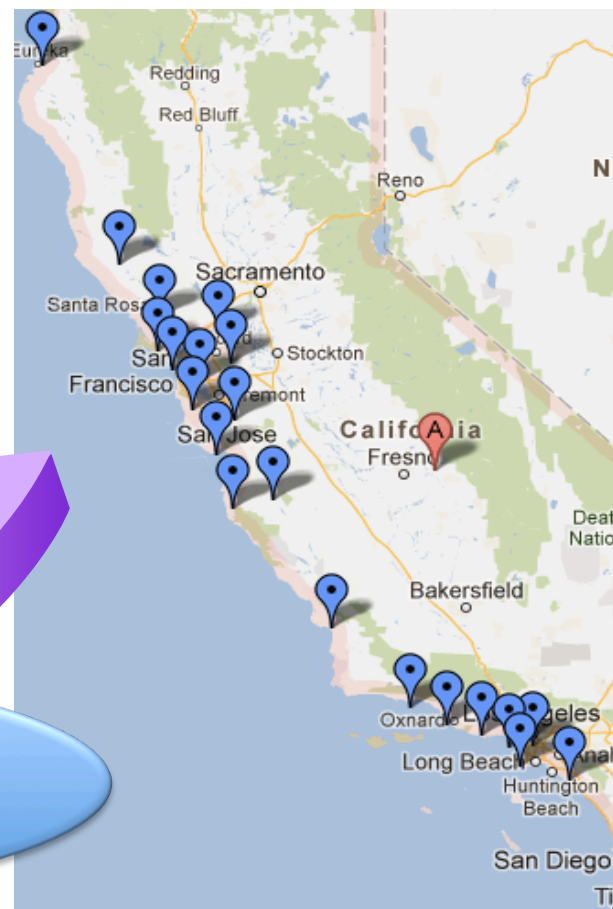 Eureka
Redding
Red Bluff
N
Reno
Sacramento
Santa Rosa
Stockton
San
Francisco
San Jose
California
A
Fresno
Bakersfield
Oxnard
Los Angeles
Long Beach
Huntington
Beach
San Diego